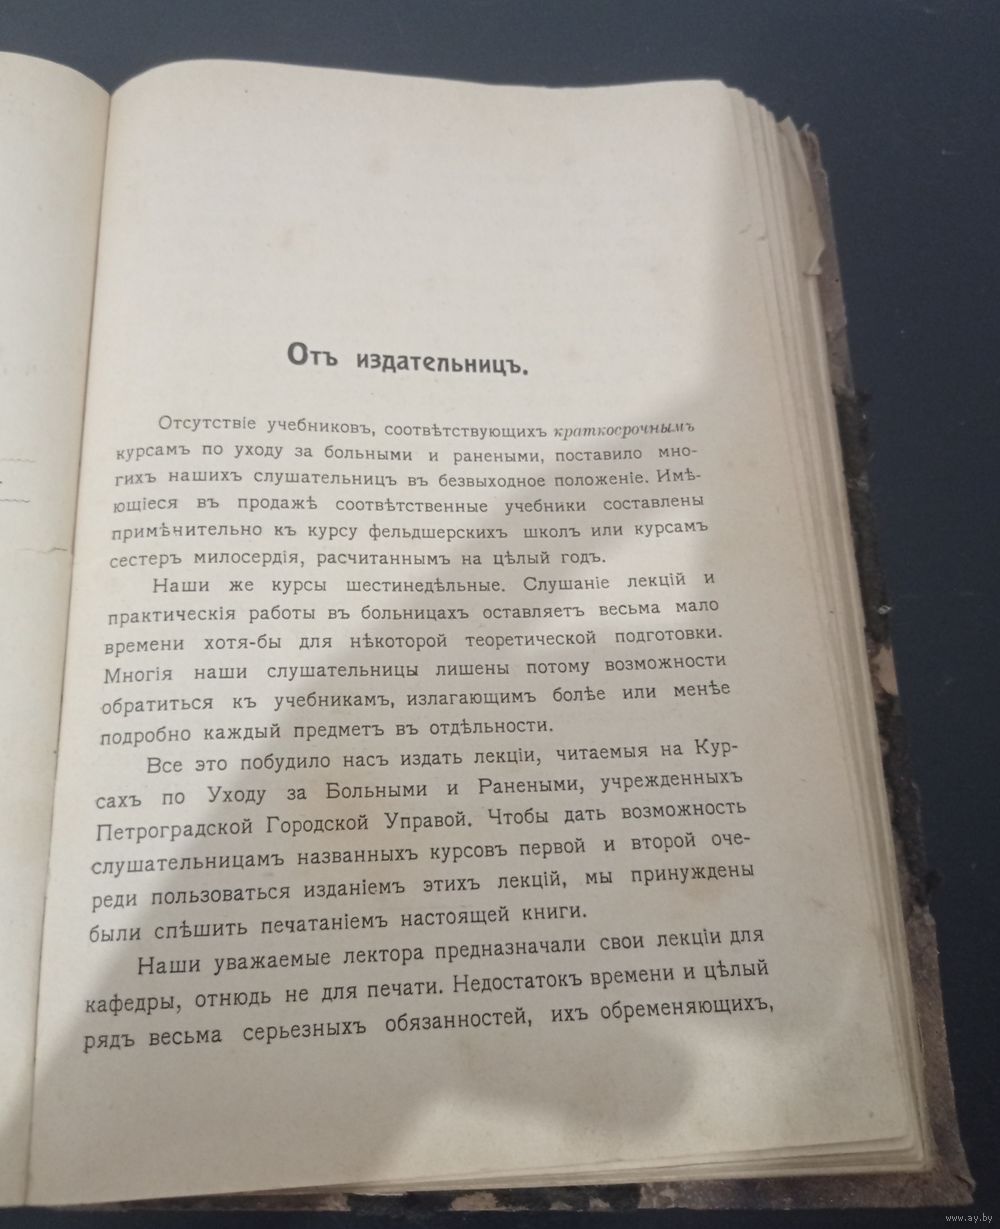 Отъ издательницъ.
Отсутствіе учебниковъ, соотвѣтствующихъ краткосрочнымъ
курсамъ по уходу за больными и ранеными, поставило мно-
гихъ нашихъ слушательницъ въ безвыходное положеніе. Имѣ-
ющіеся въ продажѣ соотвѣтственные учебники составлены
примѣнительно къ курсу фельдшерскихъ школъ или курсамъ
сестеръ милосердія, расчитаннымъ на цѣлый годъ.
Наши же курсы шестинедѣльные. Слушаніе лекцій и
практическія работы въ больницахъ оставляетъ весьма мало
времени хотя-бы для нѣкоторой теоретической подготовки.
Многія наши слушательницы лишены потому возможности
обратиться къ учебникамъ, излагающимъ болѣе или менѣе
подробно каждый предметъ въ отдѣльности.
Все это побудило насъ издать лекціи, читаемыя на Кур-
сахъ по Уходу за Больными и Ранеными, учрежденныхъ
Петроградской Городской Управой. Чтобы дать возможность
слушательницамъ названныхъ курсовъ первой и второй оче-
реди пользоваться изданіемъ этихъ лекцій, мы принуждены
были спѣшить печатаніемъ настоящей книги.
Наши уважаемые лектора предназначали свои лекціи для
кафедры, отнюдь не для печати. Недостатокъ времени и цѣлый
рядъ весьма серьезныхъ обязанностей, ихъ обременяющихъ,
www.ay.by